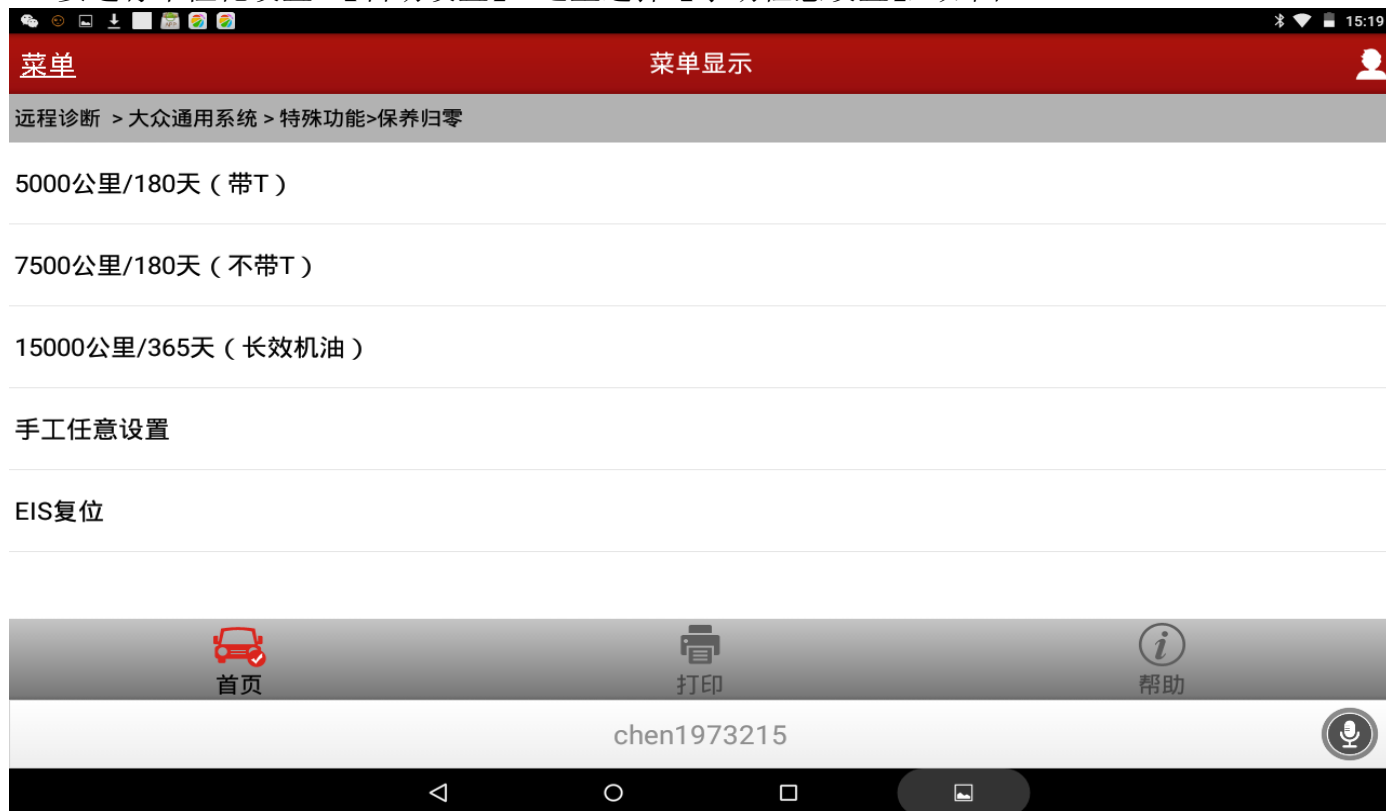 15:19
菜单
菜单显示
远程诊断 > 大众通用系统 > 特殊功能>保养归零
5000公里/180天（带T）
7500公里/180天（不带T）
15000公里/365天（长效机油）
手工任意设置
EIS复位
首页
打印
帮助
chen1973215